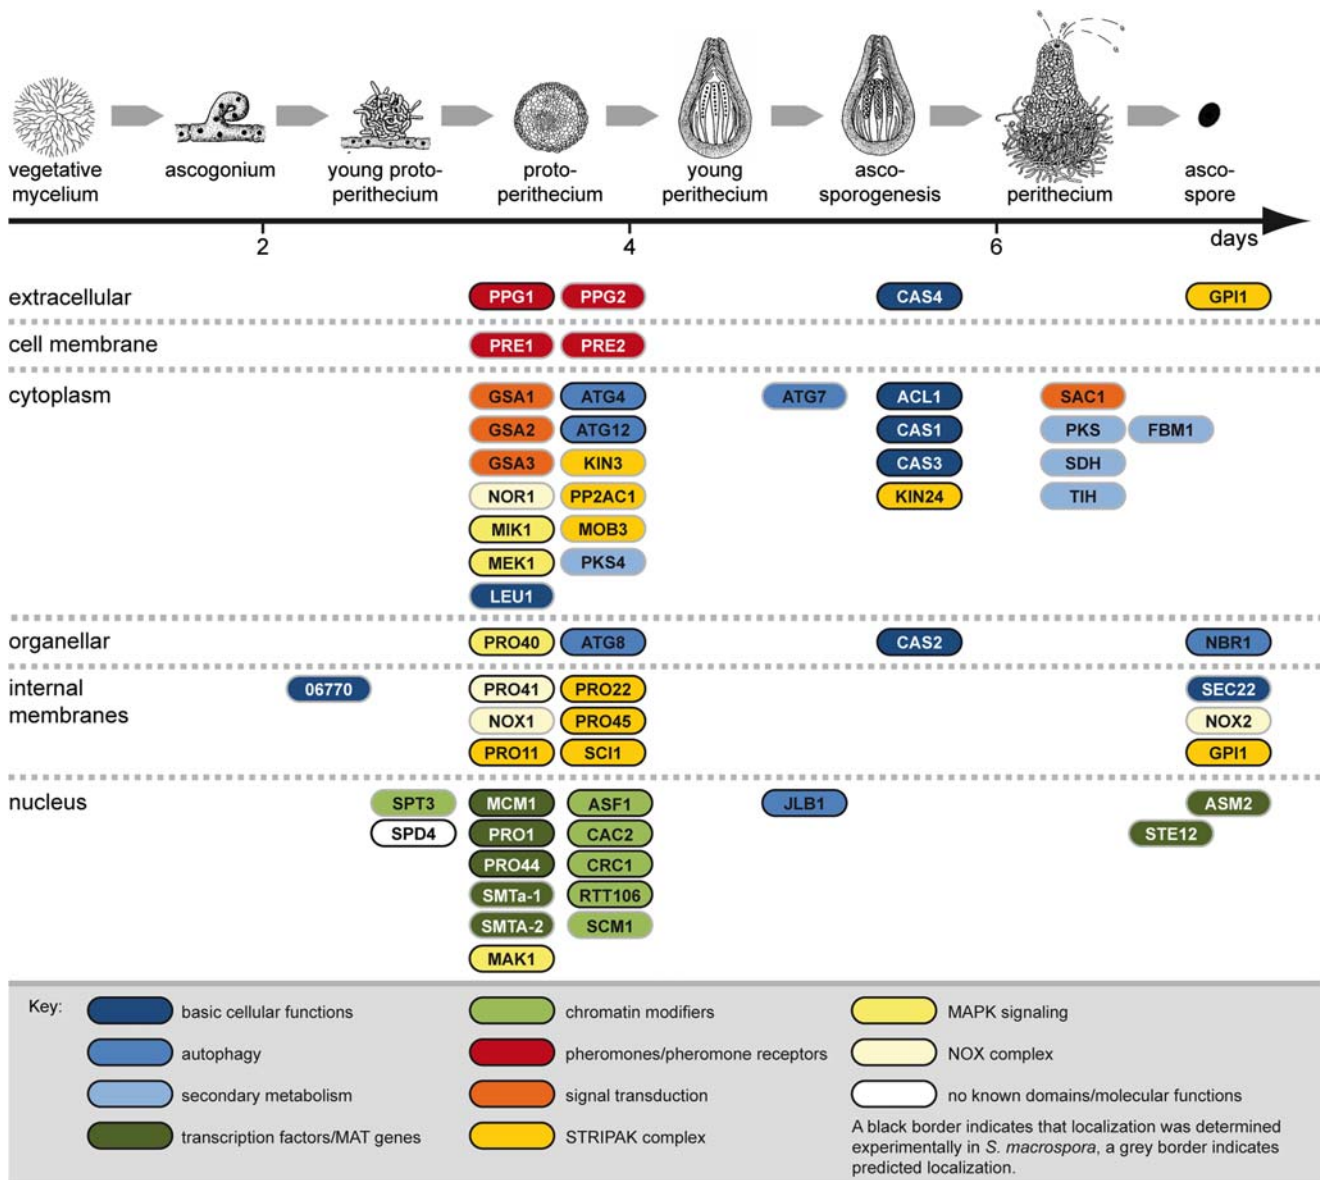 vegetative
mycelium
ascogonium
young proto-
perithecium
proto-
perithecium
young
perithecium
asco-
sporogenesis
perithecium
asco-
spore
2
4
6
days
extracellular
PPG1 PPG2 CAS4 GPI1
cell membrane
PRE1 PRE2
cytoplasm
GSA1 ATG4 ATG7 ACL1 SAC1
GSA2 ATG12 CAS1 PKS FBM1
GSA3 KIN3 CAS3 SDH
NOR1 PP2AC1 KIN24 TIH
MIK1 MOB3
MEK1 PKS4
LEU1
organellar
PRO40 ATG8 CAS2 NBR1
internal
membranes
06770 PRO41 PRO22 SEC22
NOX1 PRO45 NOX2
PRO11 SCI1 GPI1
nucleus
SPT3 MCM1 ASF1 JLB1 ASM2
SPD4 PRO1 CAC2 STE12
PRO44 CRC1
SMTa-1 RTT106
SMTA-2 SCM1
MAK1
Key:
basic cellular functions
autophagy
secondary metabolism
transcription factors/MAT genes
chromatin modifiers
pheromones/pheromone receptors
signal transduction
STRIPAK complex
MAPK signaling
NOX complex
no known domains/molecular functions
A black border indicates that localization was determined
experimentally in S. macrospora, a grey border indicates
predicted localization.